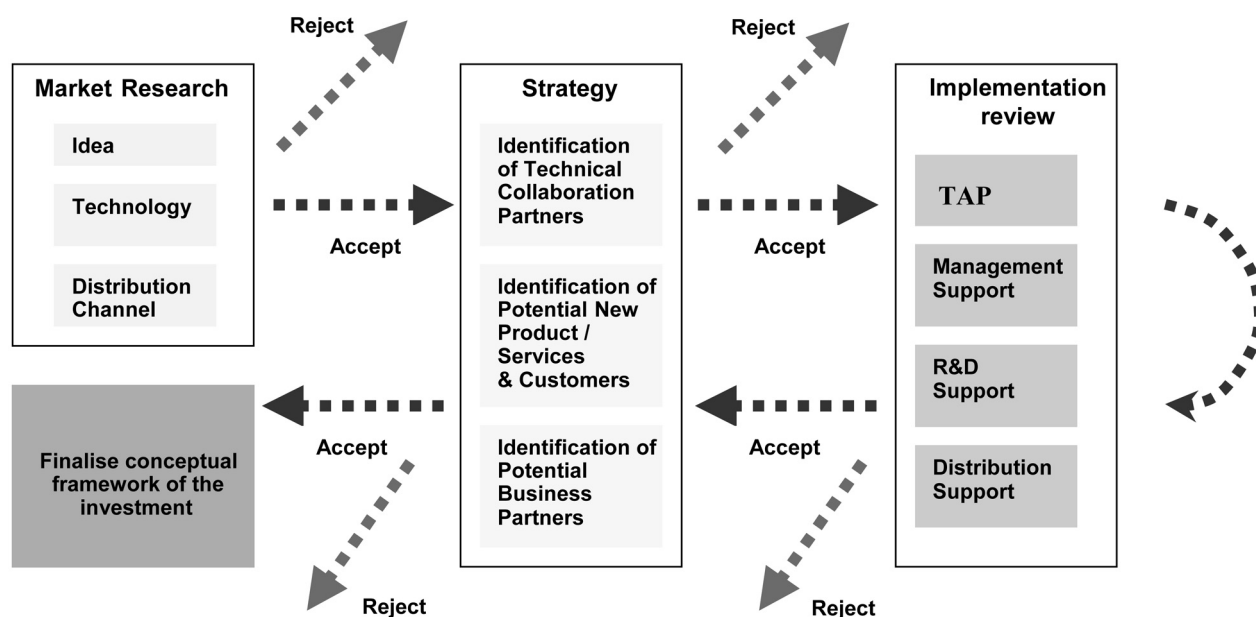 Reject
Reject
Market Research
Idea
Technology
Distribution
Channel
Accept
Strategy
Identification
of Technical
Collaboration
Partners
Identification of
Potential New
Product /
Services
& Customers
Identification of
Potential
Business
Partners
Accept
Implementation
review
TAP
Management
Support
R&D
Support
Distribution
Support
Accept
Reject
Accept
Reject
Finalise conceptual
framework of the
investment